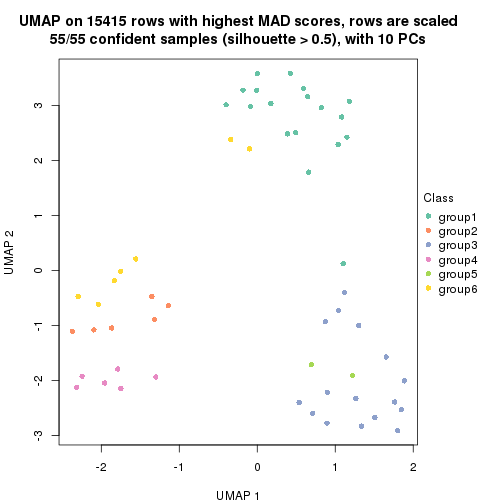 UMAP on 15415 rows with highest MAD scores, rows are scaled
55/55 confident samples (silhouette > 0.5), with 10 PCs
3
2
1
0
-1
-2
-3
UMAP 2
-2
-1
0
1
2
UMAP 1
Class
group1
group2
group3
group4
group5
group6